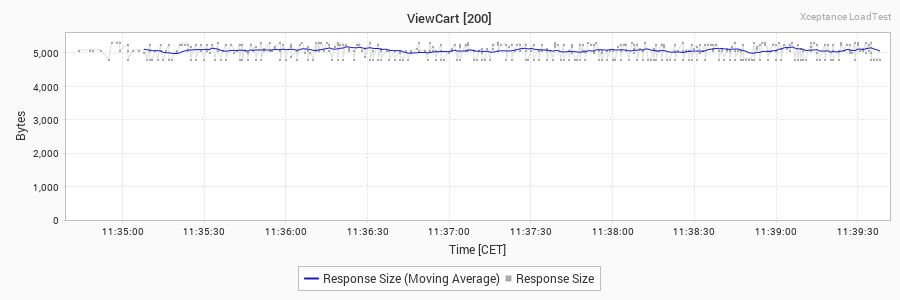 ViewCart [200]
Xceptance LoadTest
Bytes
5,000
4,000
3,000
2,000
1,000
0
11:35:00 11:35:30 11:36:00 11:36:30 11:37:00 11:37:30 11:38:00 11:38:30 11:39:00 11:39:30
Time [CET]
Response Size (Moving Average) Response Size